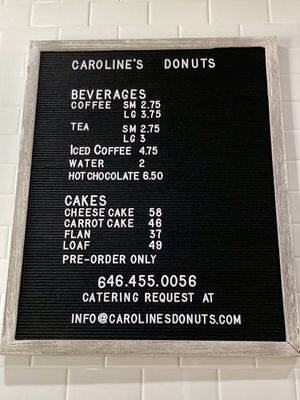 CAROLINE'S DONUTS
BEVERAGES
COFFEE SM 2.75
LG 3.75
TEA SM 2.75
LG 3
ICED COFFEE 4.75
WATER 2
HOT CHOCOLATE 6.50
CAKES
CHEESE CAKE 58
CARROT CAKE 46
FLAN 37
LOAF 49
PRE-ORDER ONLY
646.455.0056
CATERING REQUEST AT
INFO@CAROLINESDONUTS.COM